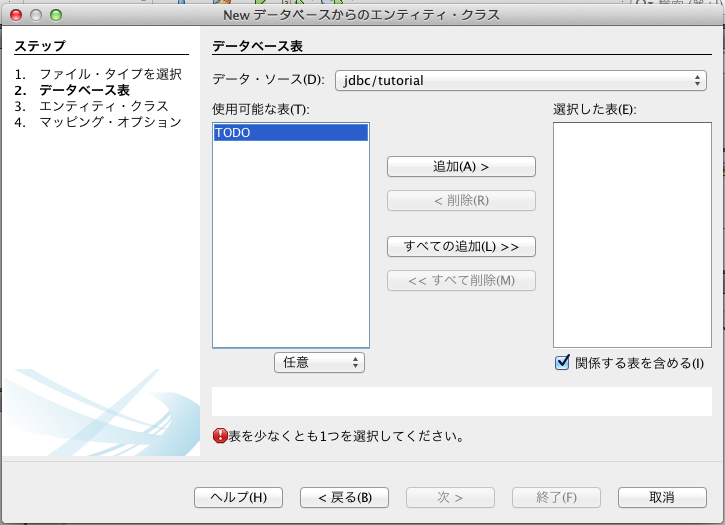 New データベースからのエンティティ・クラス
ステップ
1. ファイル・タイプを選択
2. データベース表
3. エンティティ・クラス
4. マッピング・オプション
データベース表
データ・ソース(D): jdbc/tutorial
使用可能な表(T):
TODO
任意
追加(A) >
< 削除(R)
すべての追加(L) >>
<< すべて削除(M)
選択した表(E):
関係する表を含める(I)
表を少なくとも1つを選択してください。
ヘルプ(H) < 戻る(B) 次 > 終了(F) 取消